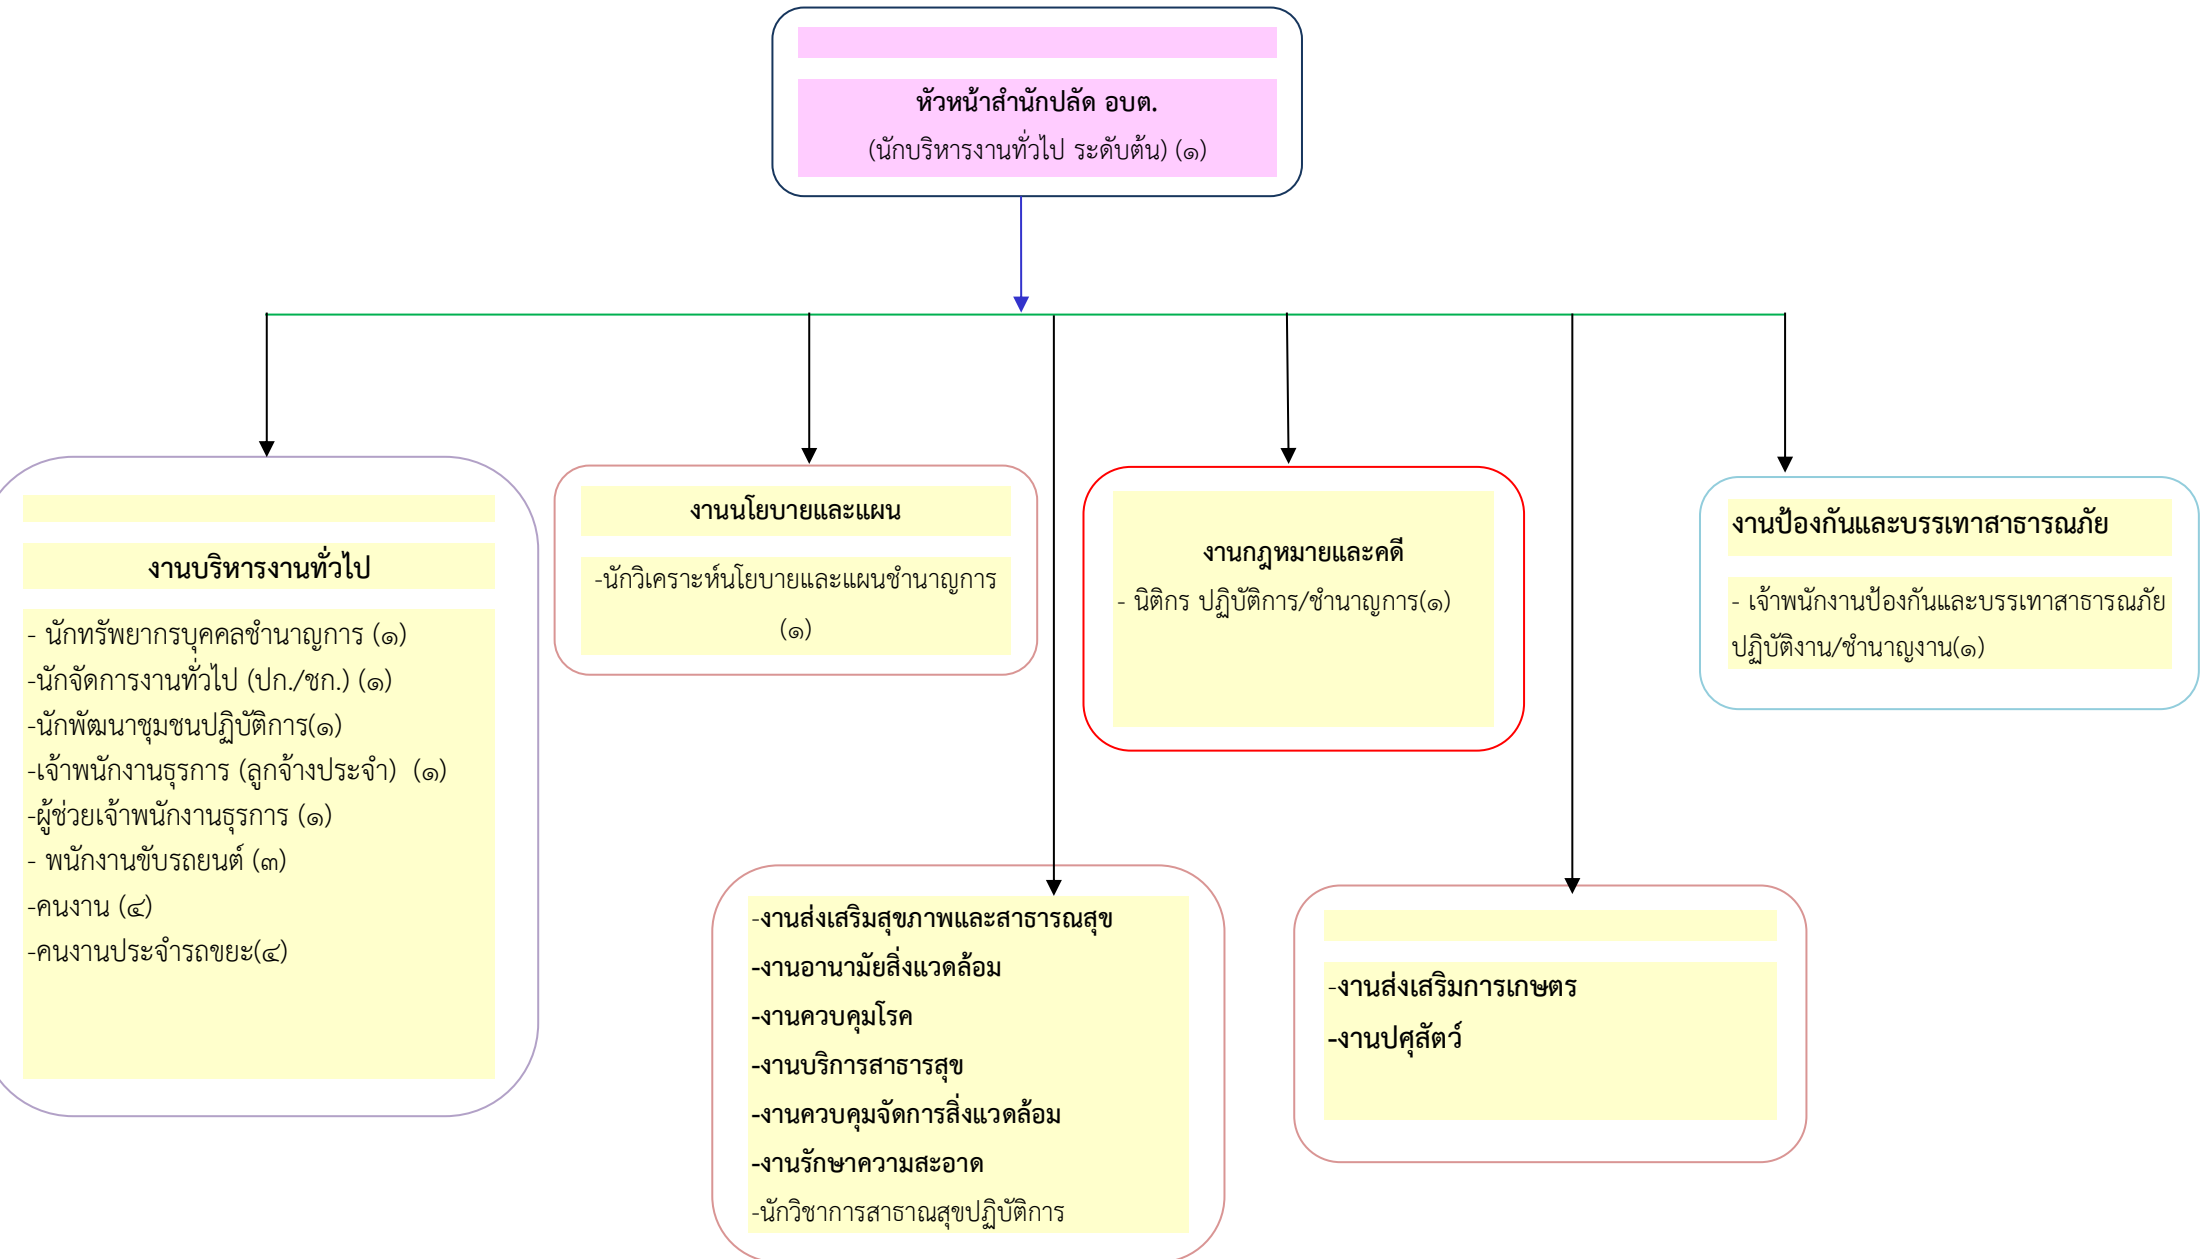 หัวหน้าสำนักปลัด อบต.
(นักบริหารงานทั่วไป ระดับต้น) (๑)
งานบริหารงานทั่วไป
- นักทรัพยากรบุคคลชำนาญการ (๑)
-นักจัดการงานทั่วไป (ปก./ชก.) (๑)
-นักพัฒนาชุมชนปฏิบัติการ(๑)
-เจ้าพนักงานธุรการ (ลูกจ้างประจำ)  (๑)
-ผู้ช่วยเจ้าพนักงานธุรการ (๑)
- พนักงานขับรถยนต์ (๓)
-คนงาน (๔)
-คนงานประจำรถขยะ(๔)
งานนโยบายและแผน
-นักวิเคราะห์นโยบายและแผนชำนาญการ
(๑)
งานกฎหมายและคดี
- นิติกร ปฏิบัติการ/ชำนาญการ(๑)
งานป้องกันและบรรเทาสาธารณภัย
- เจ้าพนักงานป้องกันและบรรเทาสาธารณภัย
ปฏิบัติงาน/ชำนาญงาน(๑)
-งานส่งเสริมสุขภาพและสาธารณสุข
-งานอานามัยสิ่งแวดล้อม
-งานควบคุมโรค
-งานบริการสาธารสุข
-งานควบคุมจัดการสิ่งแวดล้อม
-งานรักษาความสะอาด
-นักวิชาการสาธาณสุขปฏิบัติการ
-งานส่งเสริมการเกษตร
-งานปศุสัตว์